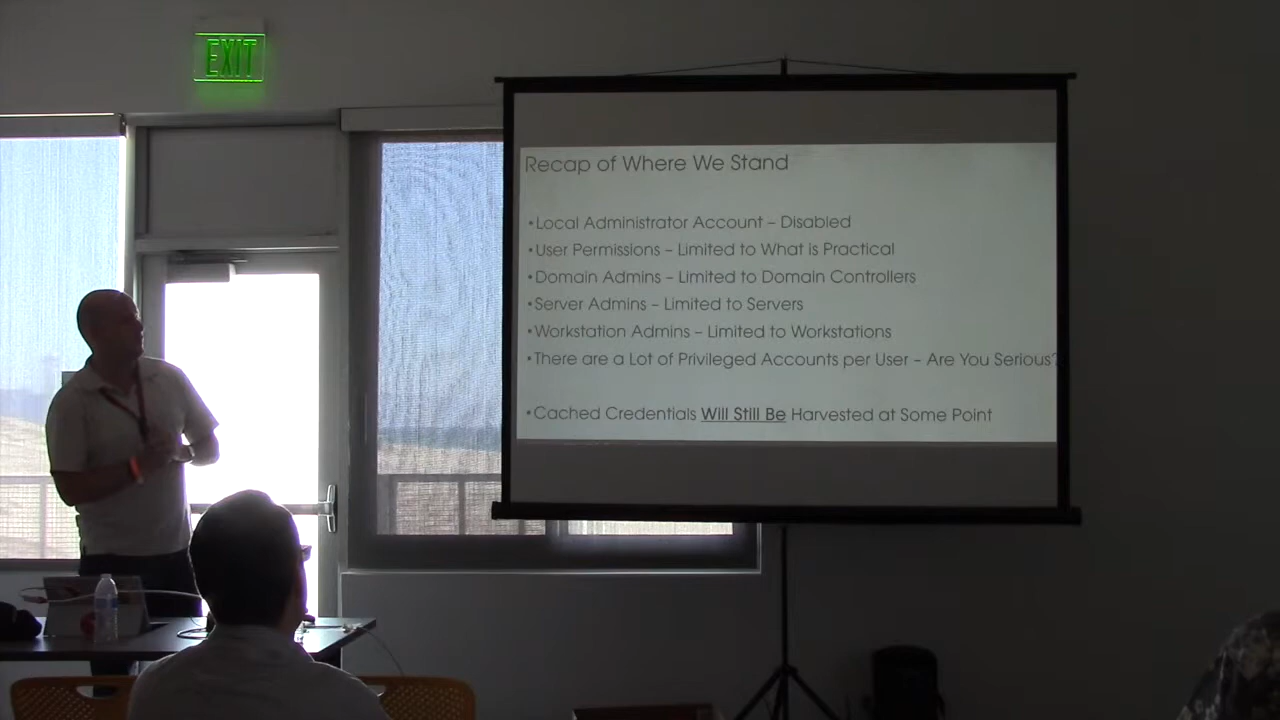 EXIT
Recap of Where We Stand
•Local Administrator Account – Disabled
•User Permissions – Limited to What is Practical
•Domain Admins – Limited to Domain Controllers
•Server Admins – Limited to Servers
•Workstation Admins – Limited to Workstations
•There are a Lot of Privileged Accounts per User – Are You Serious?
•Cached Credentials Will Still Be Harvested at Some Point